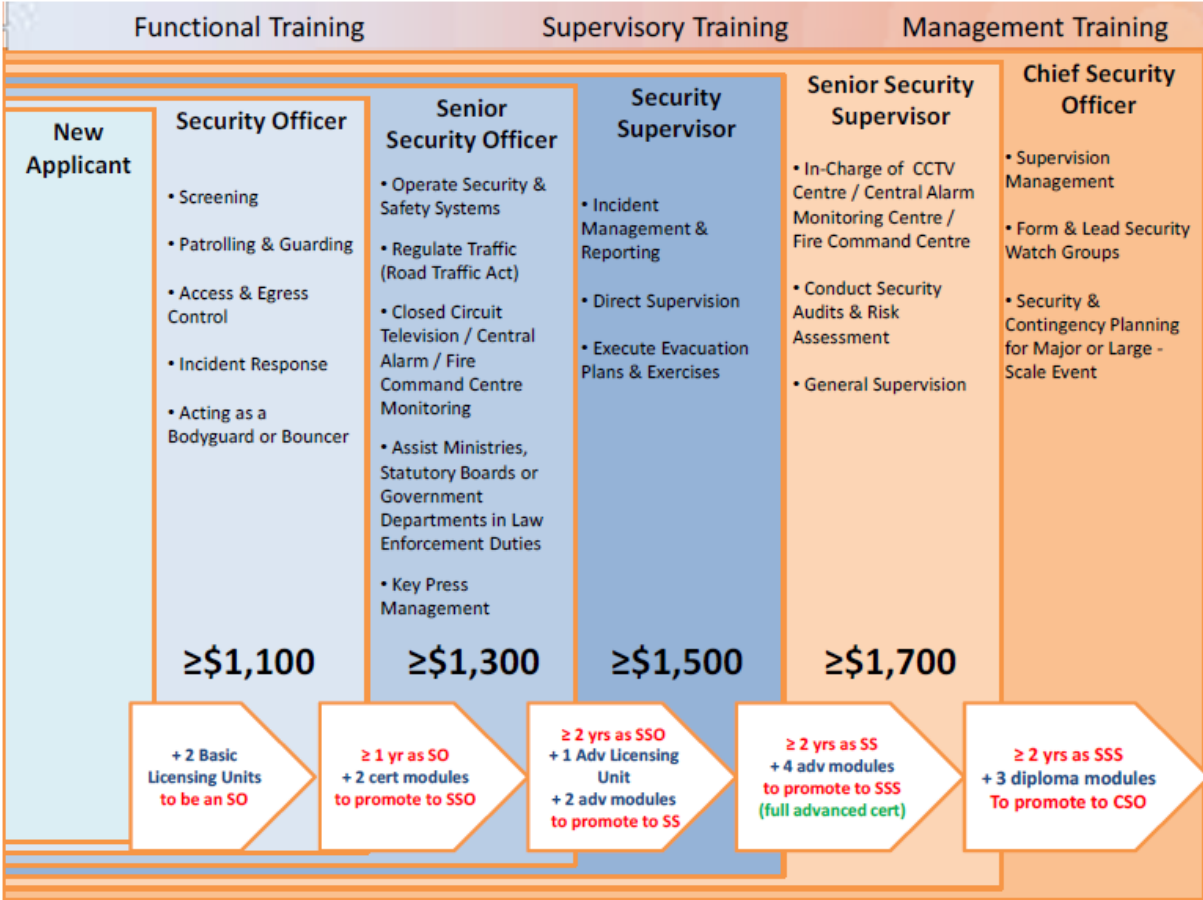 Functional Training
Supervisory Training
Management Training
New
Applicant
Security Officer
• Screening
• Patrolling & Guarding
• Access & Egress
Control
• Incident Response
• Acting as a
Bodyguard or Bouncer
≥$1,100
Senior
Security Officer
• Operate Security &
Safety Systems
• Regulate Traffic
(Road Traffic Act)
• Closed Circuit
Television / Central
Alarm / Fire
Command Centre
Monitoring
• Assist Ministries,
Statutory Boards or
Government
Departments in Law
Enforcement Duties
• Key Press
Management
≥$1,300
Security
Supervisor
• Incident
Management &
Reporting
• Direct Supervision
• Execute Evacuation
Plans & Exercises
≥$1,500
Senior Security
Supervisor
• In-Charge of CCTV
Centre / Central Alarm
Monitoring Centre /
Fire Command Centre
• Conduct Security
Audits & Risk
Assessment
• General Supervision
≥$1,700
Chief Security
Officer
• Supervision
Management
• Form & Lead Security
Watch Groups
• Security &
Contingency Planning
for Major or Large -
Scale Event
+ 2 Basic
Licensing Units
to be an SO
≥ 1 yr as SO
+ 2 cert modules
to promote to SSO
≥ 2 yrs as SSO
+ 1 Adv Licensing
Unit
+ 2 adv modules
to promote to SS
≥ 2 yrs as SS
+ 4 adv modules
to promote to SSS
(full advanced cert)
≥ 2 yrs as SSS
+ 3 diploma modules
To promote to CSO